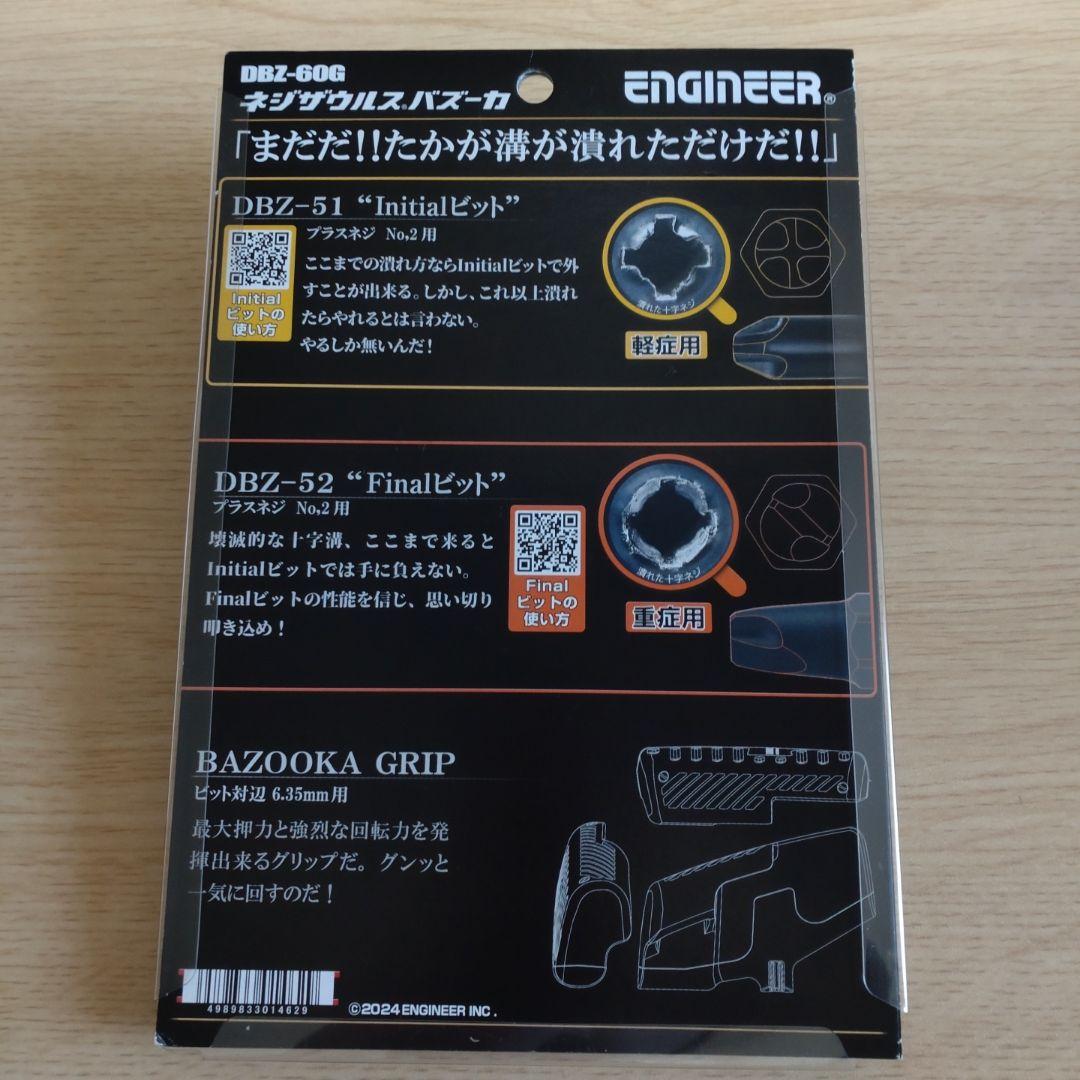 DBZ-60G
ネジザウルス®バズーカ
ENGINEER®
「まだだ!!たかが溝が潰れただけだ!!」
DBZ-51 “Initialビット”
プラスネジ No,2用
ここまでの潰れ方ならInitialビットで外
すことが出来る。しかし、これ以上潰れ
たらやれるとは言わない。
やるしか無いんだ!
Initial
ビットの
使い方
潰れた十字ネジ
軽症用
DBZ-52 “Finalビット”
プラスネジ No,2用
壊滅的な十字溝、ここまで来ると
Initialビットでは手に負えない。
Finalビットの性能を信じ、思い切り
叩き込め!
Final
ビットの
使い方
潰れた十字ネジ
重症用
BAZOOKA GRIP
ビット対辺 6.35mm用
最大押力と強烈な回転力を発
揮出来るグリップだ。グンッと
一気に回すのだ!
4989833014629
©2024 ENGINEER INC.